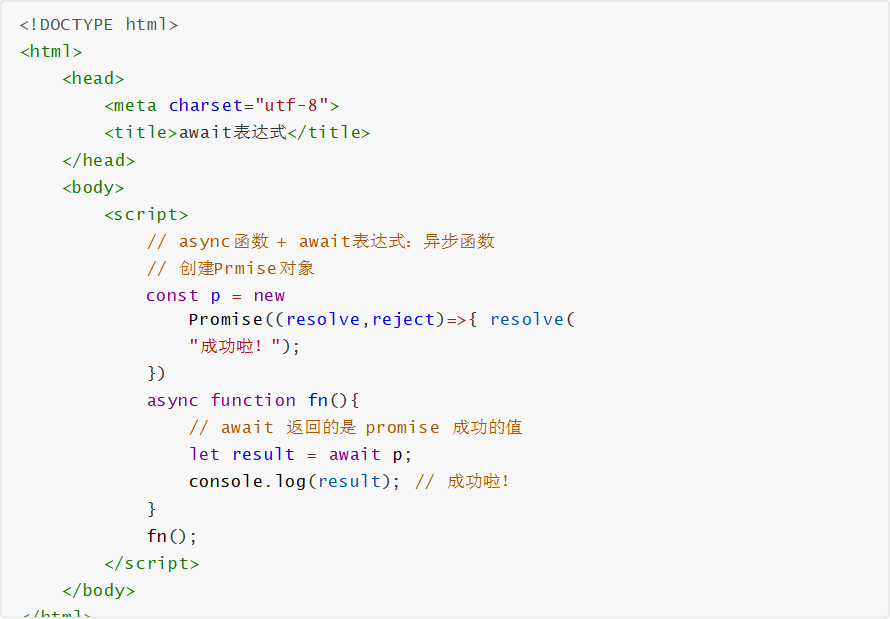 <!DOCTYPE html>
<html>
<head>
<meta charset="utf-8">
<title>await表达式</title>
</head>
<body>
<script>
// async函数 + await表达式：异步函数
// 创建Prmise对象
const p = new
Promise((resolve,reject)=>{ resolve(
"成功啦！");
})
async function fn(){
// await 返回的是 promise 成功的值
let result = await p;
console.log(result); // 成功啦！
}
fn();
</script>
</body>
</html>